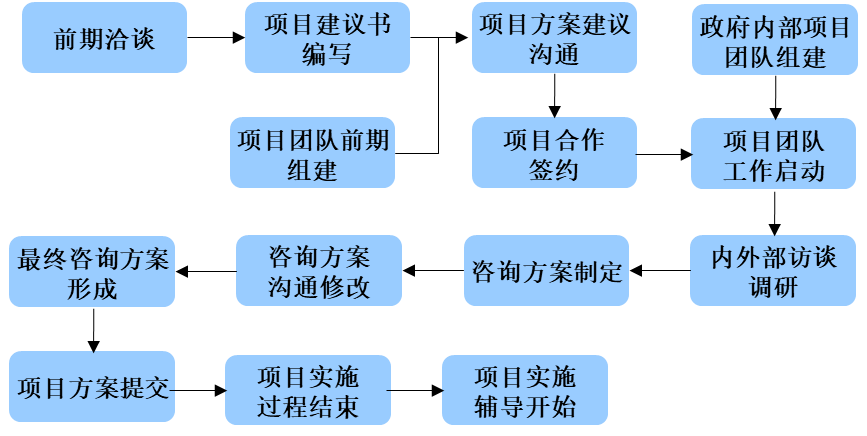 前期洽谈
项目建议书
编写
项目方案建议
沟通
政府内部项目
团队组建
项目团队前期
组建
项目合作
签约
项目团队
工作启动
最终咨询方案
形成
咨询方案
沟通修改
咨询方案制定
内外部访谈
调研
项目方案提交
项目实施
过程结束
项目实施
辅导开始